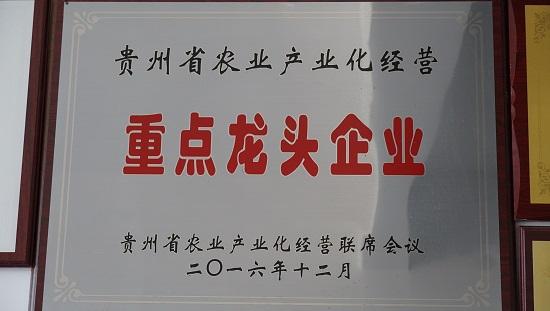 贵州省农业产业化经营
重点龙头企业
贵州省农业产业化经营联席会议
二〇一六年十二月